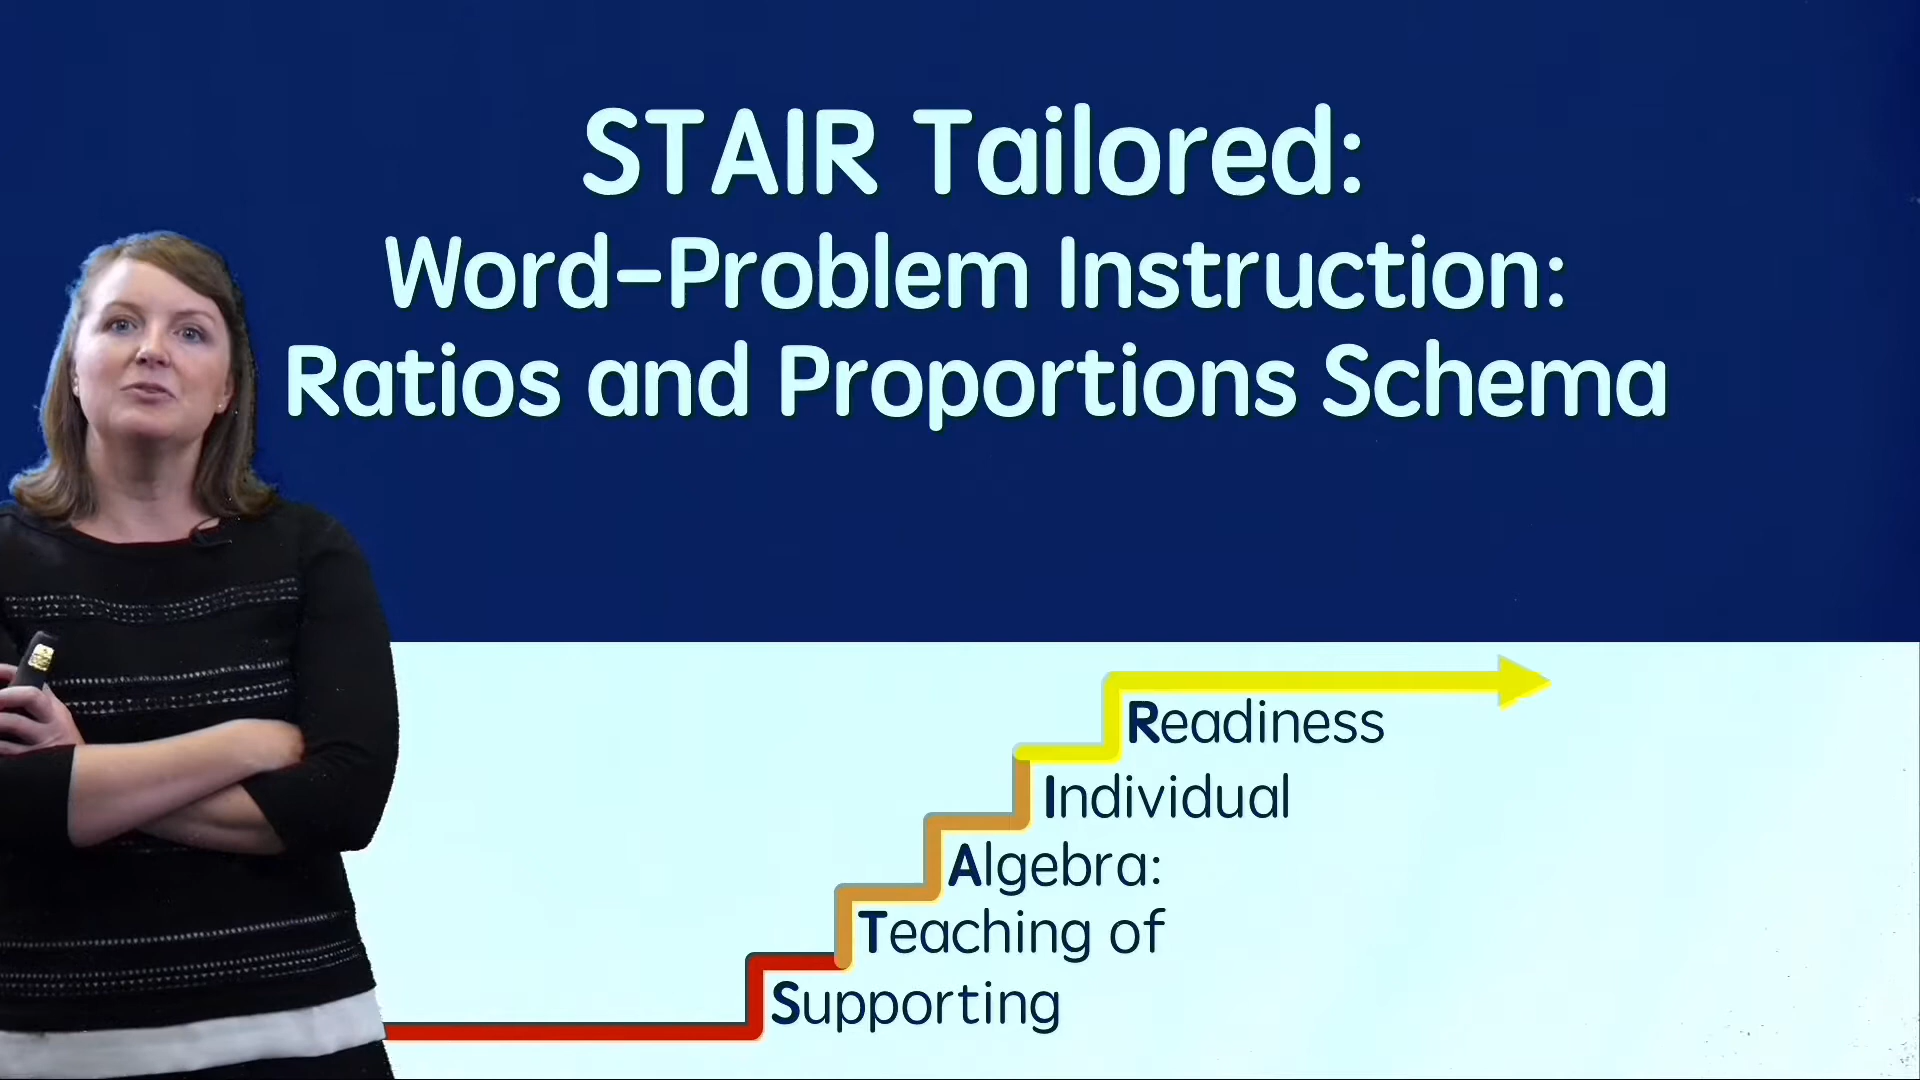 STAIR Tailored:
Word-Problem Instruction:
Ratios and Proportions Schema
Readiness
Individual
Algebra:
Teaching of
Supporting